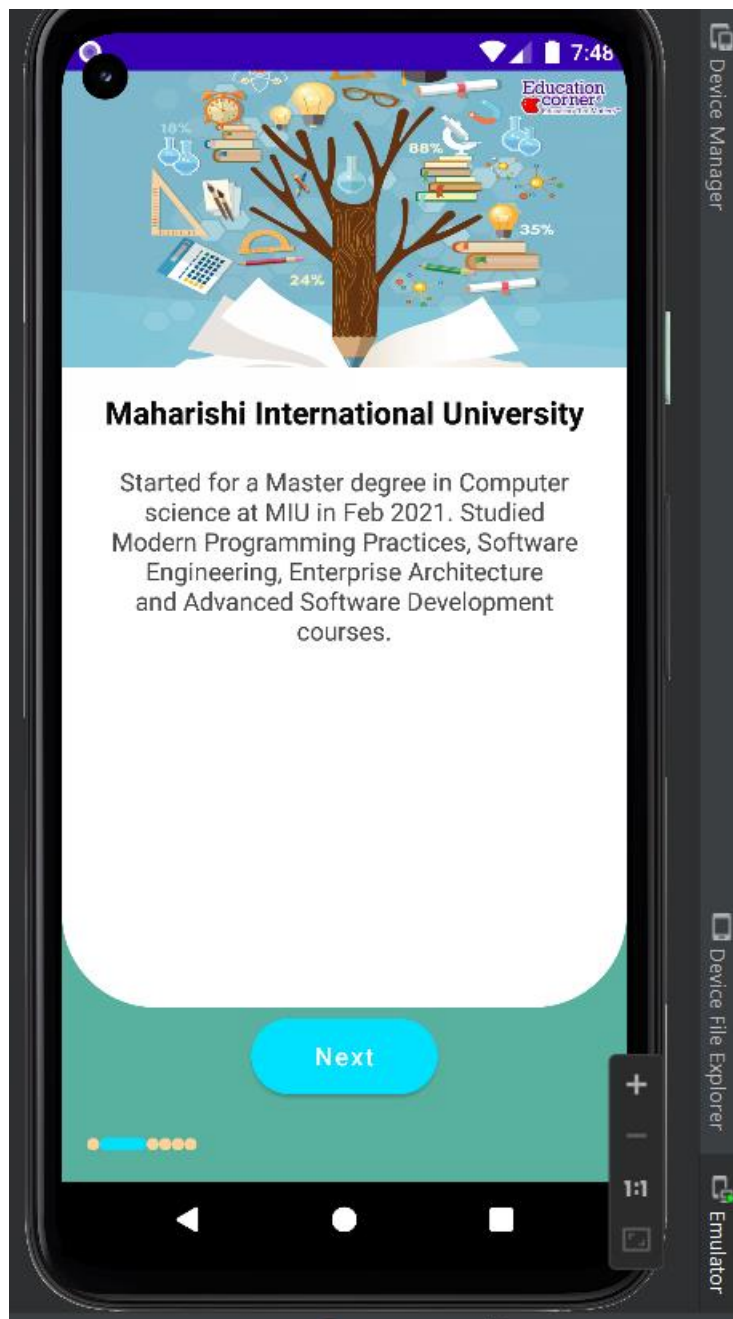 7:48
Education
corner®
18%
88%
35%
24%
Maharishi International University
Started for a Master degree in Computer
science at MIU in Feb 2021. Studied
Modern Programming Practices, Software
Engineering, Enterprise Architecture
and Advanced Software Development
courses.
Next
1:1
Device Manager
Device File Explorer
Emulator